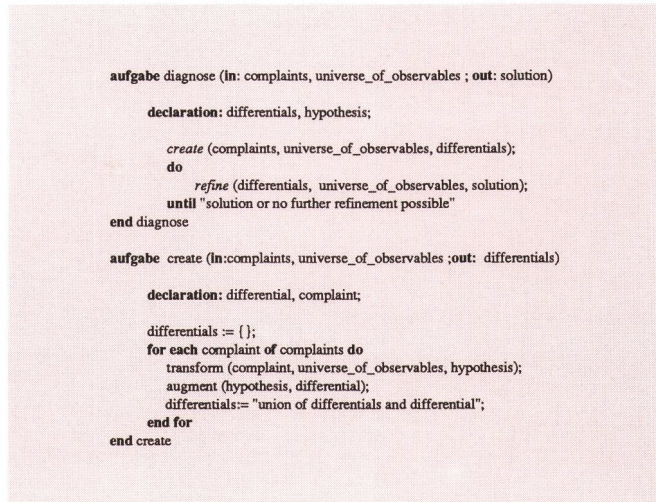 aufgabe diagnose (in: complaints, universe_of_observables ; out: solution)
declaration: differentials, hypothesis;
create (complaints, universe_of_observables, differentials);
do
refine (differentials, universe_of_observables, solution);
until "solution or no further refinement possible"
end diagnose
aufgabe create (in:complaints, universe_of_observables ;out: differentials)
declaration: differential, complaint;
differentials := { };
for each complaint of complaints do
transform (complaint, universe_of_observables, hypothesis);
augment (hypothesis, differential);
differentials:= "union of differentials and differential";
end for
end create